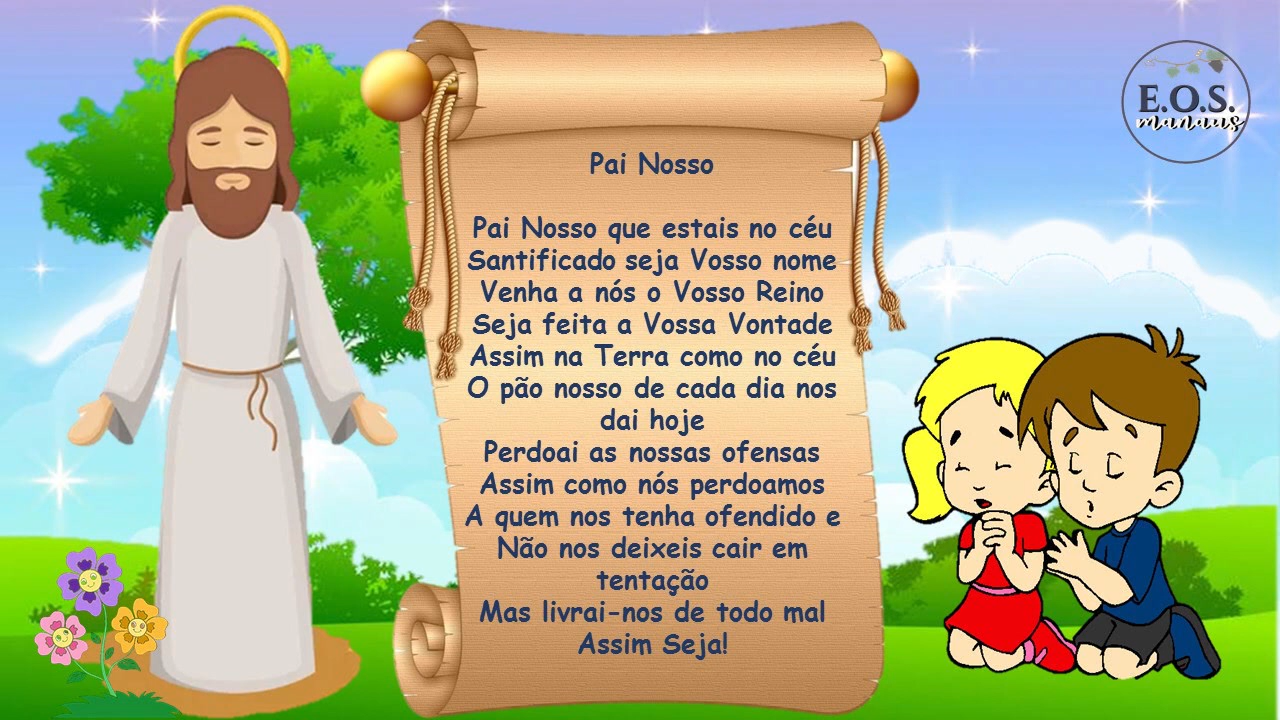 E.O.S.
manaus
Pai Nosso
Pai Nosso que estais no céu
Santificado seja Vosso nome
Venha a nós o Vosso Reino
Seja feita a Vossa Vontade
Assim na Terra como no céu
O pão nosso de cada dia nos
dai hoje
Perdoai as nossas ofensas
Assim como nós perdoamos
A quem nos tenha ofendido e
Não nos deixeis cair em
tentação
Mas livrai-nos de todo mal
Assim Seja!